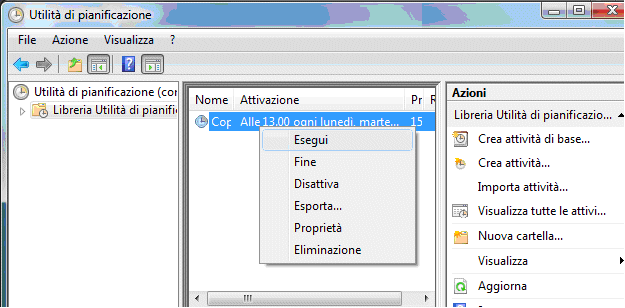 Utilità di pianificazione
File Azione Visualizza ?
Utilità di pianificazione (cor
Libreria Utilità di pianif
Nome Attivazione Pr R
Cop Alle 13.00 ogni lunedì, marte... 15
Esegui
Fine
Disattiva
Esporta...
Proprietà
Eliminazione
Azioni
Libreria Utilità di pianificazio...
Crea attività di base...
Crea attività...
Importa attività...
Visualizza tutte le attivi...
Nuova cartella...
Visualizza
Aggiorna